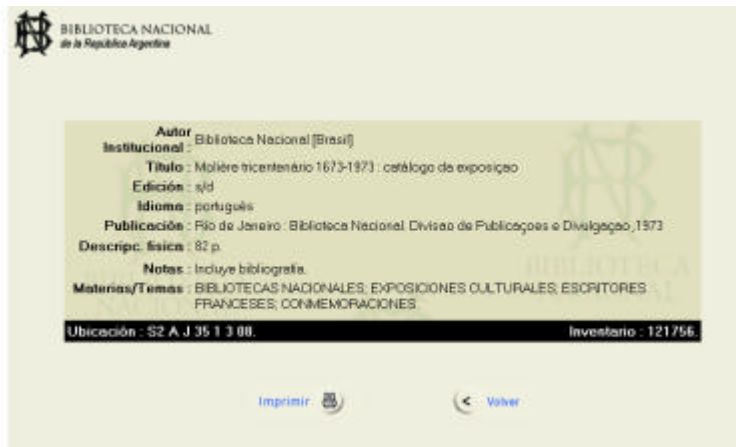 BIBLIOTECA NACIONAL
de la República Argentina
Autor
Institucional : Biblioteca Nacional [Brasil]
Título : Molière tricentenário 1673-1973 : catálogo da exposiçao
Edición : s/d
Idioma : portugués
Publicación : Rio de Janeiro : Biblioteca Nacional. Divisao de Publicaçoes e Divulgaçao, 1973
Descripc. física : 82 p.
Notas : Incluye bibliografía.
Materias/Temas : BIBLIOTECAS NACIONALES; EXPOSICIONES CULTURALES; ESCRITORES
FRANCESES; CONMEMORACIONES
Ubicación : S2 A J 35 1 3 08. Inventario : 121756.
Imprimir Volver